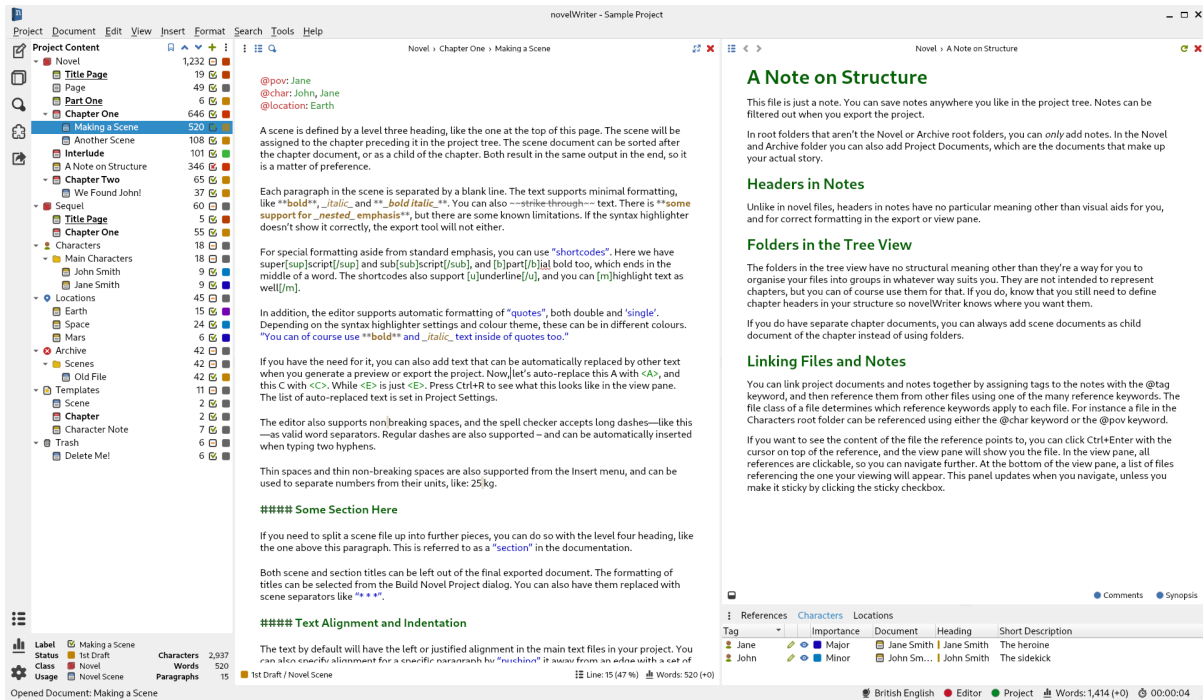 novelWriter - Sample Project
Project Document Edit View Insert Format Search Tools Help
Project Content
Novel 1,232
Title Page 19
Page 49
Part One 6
Chapter One 646
Making a Scene 520
Another Scene 108
Interlude 101
A Note on Structure 346
Chapter Two 65
We Found John! 37
Sequel 60
Title Page 5
Chapter One 55
Characters 18
Main Characters 18
John Smith 9
Jane Smith 9
Locations 45
Earth 15
Space 24
Mars 6
Archive 42
Scenes 42
Old File 42
Templates 11
Scene 2
Chapter 2
Character Note 7
Trash 6
Delete Me! 6
Label Making a Scene
Status 1st Draft Characters 2,937
Class Novel Words 520
Usage Novel Scene Paragraphs 15
Novel › Chapter One › Making a Scene
@pov: Jane
@char: John, Jane
@location: Earth
A scene is defined by a level three heading, like the one at the top of this page. The scene will be
assigned to the chapter preceding it in the project tree. The scene document can be sorted after
the chapter document, or as a child of the chapter. Both result in the same output in the end, so it
is a matter of preference.
Each paragraph in the scene is separated by a blank line. The text supports minimal formatting,
like **bold**, _italic_ and **_bold italic_**. You can also ~~strike through~~ text. There is **some
support for _nested_ emphasis**, but there are some known limitations. If the syntax highlighter
doesn't show it correctly, the export tool will not either.
For special formatting aside from standard emphasis, you can use “shortcodes”. Here we have
super[sup]script[/sup] and sub[sub]script[/sub], and [b]part[/b]ial bold too, which ends in the
middle of a word. The shortcodes also support [u]underline[/u], and you can [m]highlight text as
well[/m].
In addition, the editor supports automatic formatting of “quotes”, both double and ‘single’.
Depending on the syntax highlighter settings and colour theme, these can be in different colours.
“You can of course use **bold** and _italic_ text inside of quotes too.”
If you have the need for it, you can also add text that can be automatically replaced by other text
when you generate a preview or export the project. Now, let's auto-replace this A with <A>, and
this C with <C>. While <E> is just <E>. Press Ctrl+R to see what this looks like in the view pane.
The list of auto-replaced text is set in Project Settings.
The editor also supports non breaking spaces, and the spell checker accepts long dashes—like this
—as valid word separators. Regular dashes are also supported – and can be automatically inserted
when typing two hyphens.
Thin spaces and thin non-breaking spaces are also supported from the Insert menu, and can be
used to separate numbers from their units, like: 25 kg.
#### Some Section Here
If you need to split a scene file up into further pieces, you can do so with the level four heading, like
the one above this paragraph. This is referred to as a “section” in the documentation.
Both scene and section titles can be left out of the final exported document. The formatting of
titles can be selected from the Build Novel Project dialog. You can also have them replaced with
scene separators like “* * *”.
#### Text Alignment and Indentation
The text by default will have the left or justified alignment in the main text files in your project. You
can also specify alignment for a specific paragraph by “pushing” it away from an edge with a set of
1st Draft / Novel Scene Line: 15 (47 %) Words: 520 (+0)
Novel › A Note on Structure
A Note on Structure
This file is just a note. You can save notes anywhere you like in the project tree. Notes can be
filtered out when you export the project.
In root folders that aren't the Novel or Archive root folders, you can only add notes. In the Novel
and Archive folder you can also add Project Documents, which are the documents that make up
your actual story.
Headers in Notes
Unlike in novel files, headers in notes have no particular meaning other than visual aids for you,
and for correct formatting in the export or view pane.
Folders in the Tree View
The folders in the tree view have no structural meaning other than they're a way for you to
organise your files into groups in whatever way suits you. They are not intended to represent
chapters, but you can of course use them for that. If you do, know that you still need to define
chapter headers in your structure so novelWriter knows where you want them.
If you do have separate chapter documents, you can always add scene documents as child
document of the chapter instead of using folders.
Linking Files and Notes
You can link project documents and notes together by assigning tags to the notes with the @tag
keyword, and then reference them from other files using one of the many reference keywords. The
file class of a file determines which reference keywords apply to each file. For instance a file in the
Characters root folder can be referenced using either the @char keyword or the @pov keyword.
If you want to see the content of the file the reference points to, you can click Ctrl+Enter with the
cursor on top of the reference, and the view pane will show you the file. In the view pane, all
references are clickable, so you can navigate further. At the bottom of the view pane, a list of files
referencing the one your viewing will appear. This panel updates when you navigate, unless you
make it sticky by clicking the sticky checkbox.
Comments Synopsis
References Characters Locations
Tag Importance Document Heading Short Description
Jane Major Jane Smith Jane Smith The heroine
John Minor John Sm... John Smith The sidekick
Opened Document: Making a Scene
British English Editor Project Words: 1,414 (+0) 00:00:04